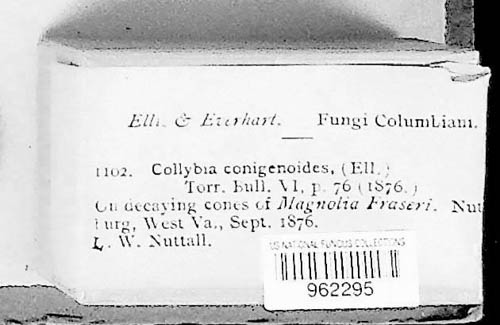 Ell. & Everhart. Fungi Columbiani.
1102. Collybia conigenoides, (Ell.)
Torr. Bull. VI, p. 76 (1876.)
On decaying cones of Magnolia Fraseri. Nut
burg, West Va., Sept. 1876.
L. W. Nuttall.
US NATIONAL FUNGUS COLLECTIONS
962295